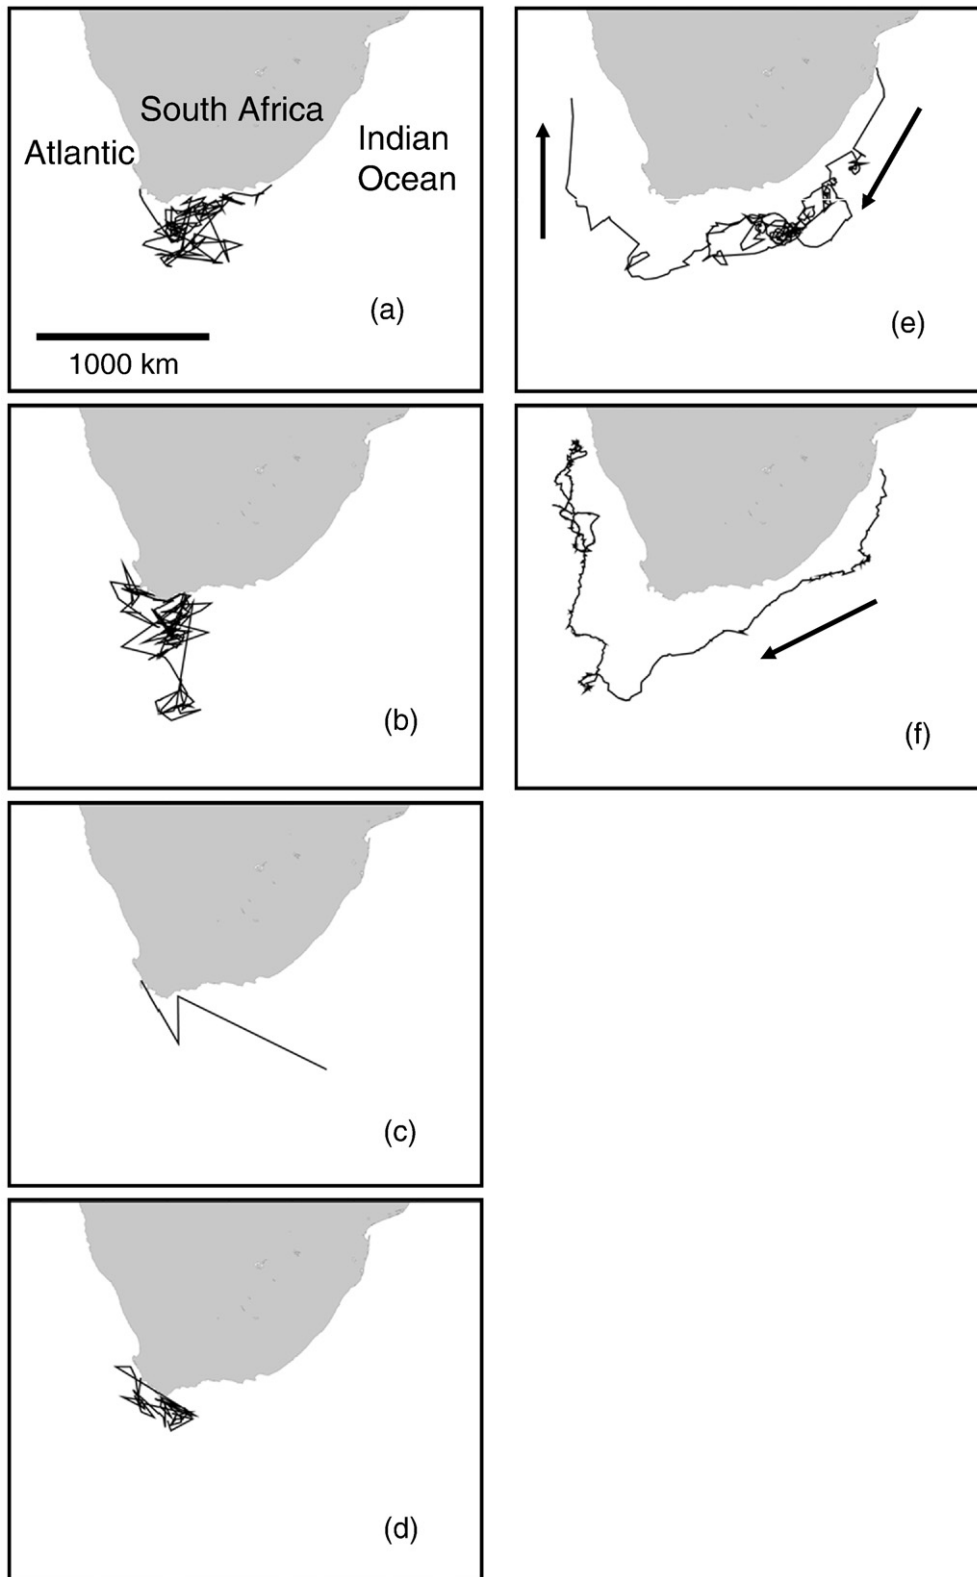 South Africa
Atlantic
Indian
Ocean
(a)
1000 km
(b)
(c)
(d)
(e)
(f)